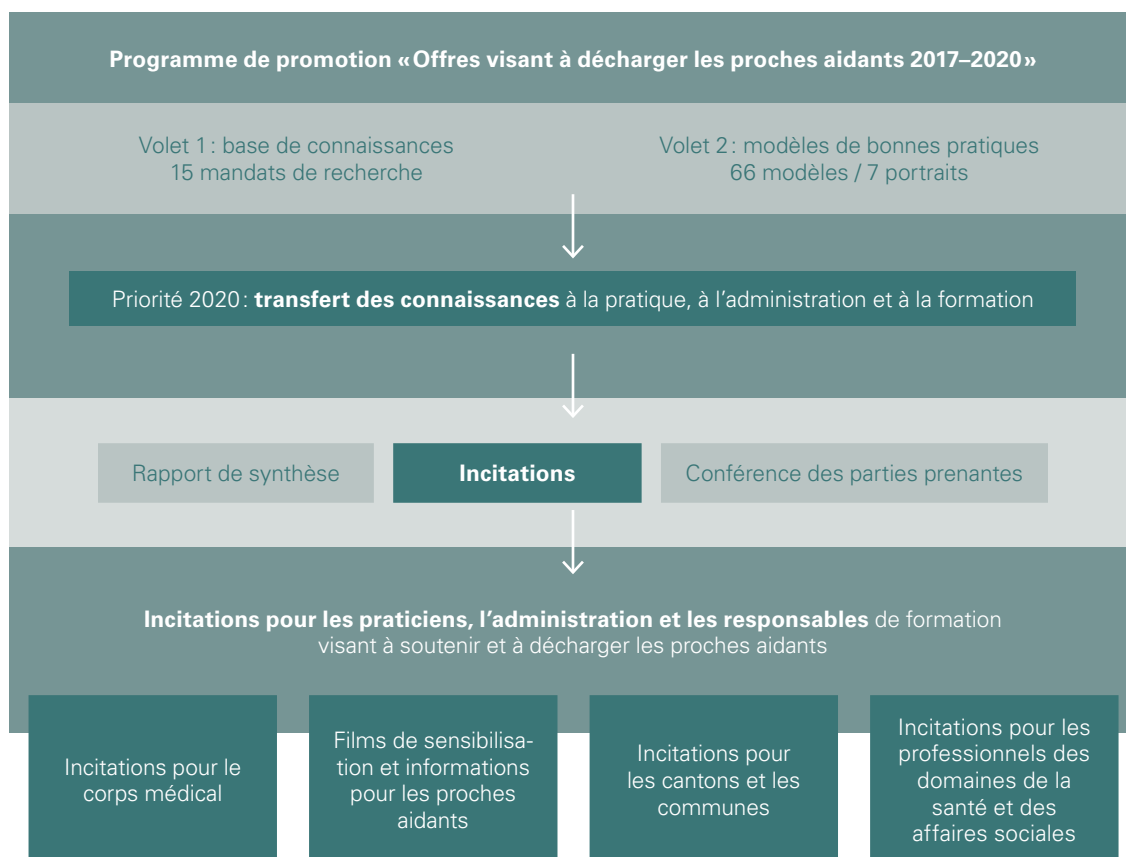 Programme de promotion «Offres visant à décharger les proches aidants 2017–2020»
Volet 1: base de connaissances
15 mandats de recherche
Volet 2: modèles de bonnes pratiques
66 modèles / 7 portraits
Priorité 2020: transfert des connaissances à la pratique, à l’administration et à la formation
Rapport de synthèse
Incitations
Conférence des parties prenantes
Incitations pour les praticiens, l’administration et les responsables de formation
visant à soutenir et à décharger les proches aidants
Incitations pour le
corps médical
Films de sensibilisa-
tion et informations
pour les proches
aidants
Incitations pour
les cantons et les
communes
Incitations pour les
professionnels des
domaines de la
santé et des
affaires sociales